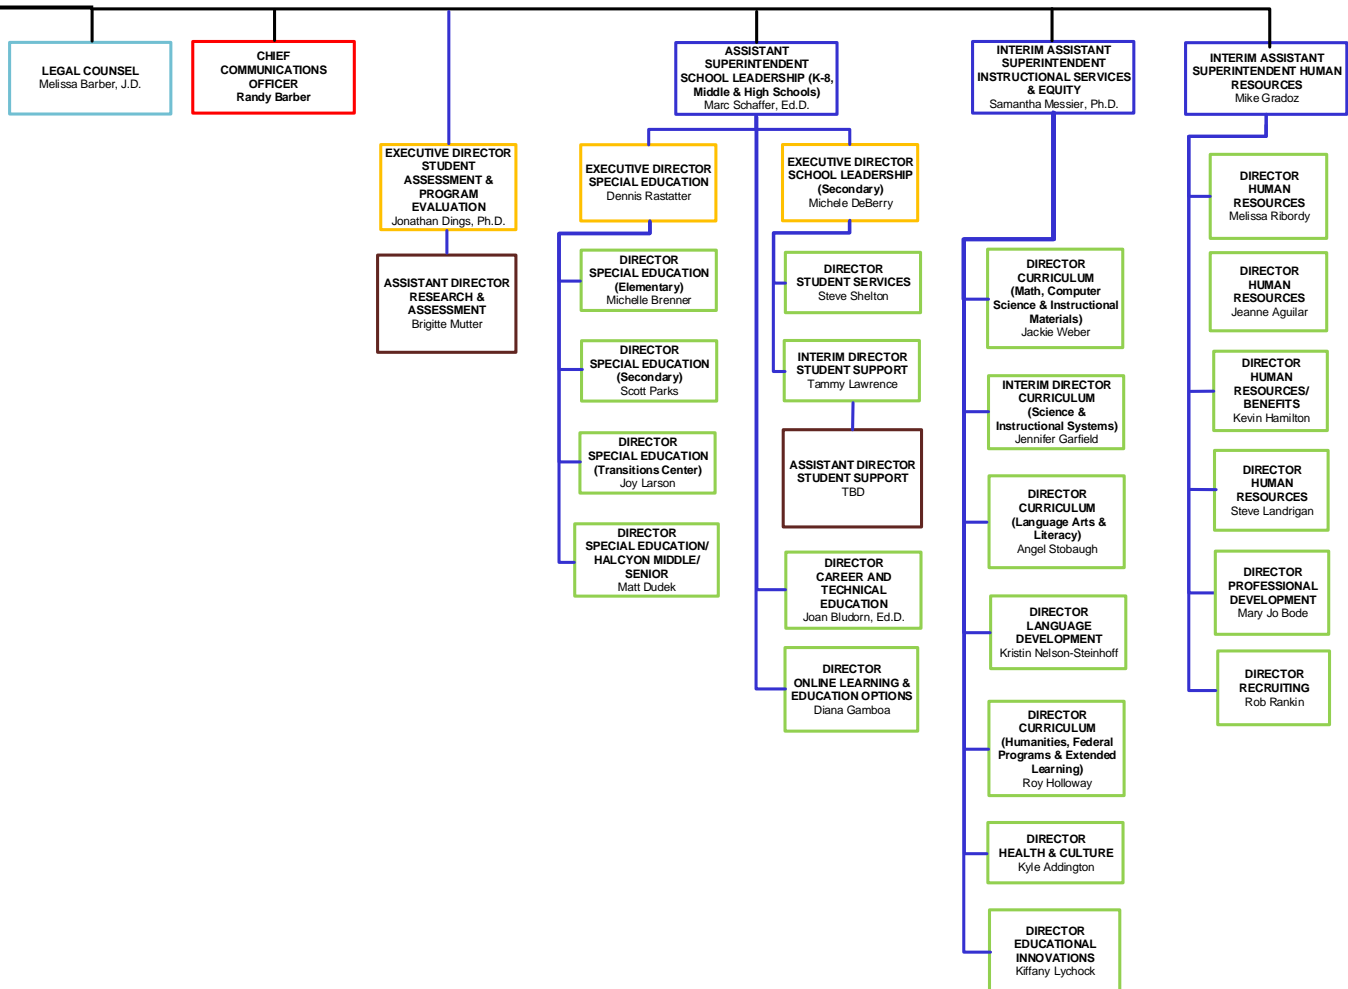 LEGAL COUNSEL
Melissa Barber, J.D.
CHIEF
COMMUNICATIONS
OFFICER
Randy Barber
ASSISTANT
SUPERINTENDENT
SCHOOL LEADERSHIP (K-8,
Middle & High Schools)
Marc Schaffer, Ed.D.
INTERIM ASSISTANT
SUPERINTENDENT
INSTRUCTIONAL SERVICES
& EQUITY
Samantha Messier, Ph.D.
INTERIM ASSISTANT
SUPERINTENDENT HUMAN
RESOURCES
Mike Gradoz
EXECUTIVE DIRECTOR
STUDENT
ASSESSMENT &
PROGRAM
EVALUATION
Jonathan Dings, Ph.D.
ASSISTANT DIRECTOR
RESEARCH &
ASSESSMENT
Brigitte Mutter
EXECUTIVE DIRECTOR
SPECIAL EDUCATION
Dennis Rastatter
DIRECTOR
SPECIAL EDUCATION
(Elementary)
Michelle Brenner
DIRECTOR
SPECIAL EDUCATION
(Secondary)
Scott Parks
DIRECTOR
SPECIAL EDUCATION
(Transitions Center)
Joy Larson
DIRECTOR
SPECIAL EDUCATION/
HALCYON MIDDLE/
SENIOR
Matt Dudek
EXECUTIVE DIRECTOR
SCHOOL LEADERSHIP
(Secondary)
Michele DeBerry
DIRECTOR
STUDENT SERVICES
Steve Shelton
INTERIM DIRECTOR
STUDENT SUPPORT
Tammy Lawrence
ASSISTANT DIRECTOR
STUDENT SUPPORT
TBD
DIRECTOR
CAREER AND
TECHNICAL
EDUCATION
Joan Bludorn, Ed.D.
DIRECTOR
ONLINE LEARNING &
EDUCATION OPTIONS
Diana Gamboa
DIRECTOR
CURRICULUM
(Math, Computer
Science & Instructional
Materials)
Jackie Weber
INTERIM DIRECTOR
CURRICULUM
(Science &
Instructional Systems)
Jennifer Garfield
DIRECTOR
CURRICULUM
(Language Arts &
Literacy)
Angel Stobaugh
DIRECTOR
LANGUAGE
DEVELOPMENT
Kristin Nelson-Steinhoff
DIRECTOR
CURRICULUM
(Humanities, Federal
Programs & Extended
Learning)
Roy Holloway
DIRECTOR
HEALTH & CULTURE
Kyle Addington
DIRECTOR
EDUCATIONAL
INNOVATIONS
Kiffany Lychock
DIRECTOR
HUMAN
RESOURCES
Melissa Ribordy
DIRECTOR
HUMAN
RESOURCES
Jeanne Aguilar
DIRECTOR
HUMAN
RESOURCES/
BENEFITS
Kevin Hamilton
DIRECTOR
HUMAN
RESOURCES
Steve Landrigan
DIRECTOR
PROFESSIONAL
DEVELOPMENT
Mary Jo Bode
DIRECTOR
RECRUITING
Rob Rankin